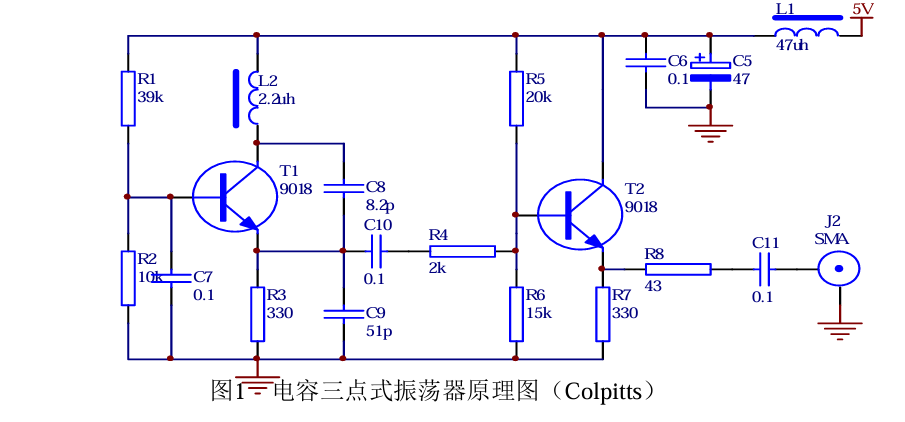 L1
5V
47uh
R1
39k
L2
2.2uh
R5
20k
C6
0.1
C5
47
T1
9018
C8
8.2p
T2
9018
C10
0.1
R4
2k
J2
SMA
R2
10k
C7
0.1
R3
330
C9
51p
R6
15k
R8
43
R7
330
C11
0.1
图1 电容三点式振荡器原理图（Colpitts）